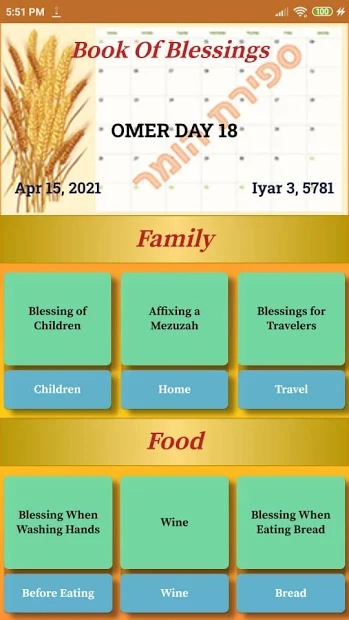 5:51 PM
100
Book Of Blessings
ספירת העומר
OMER DAY 18
Apr 15, 2021
Iyar 3, 5781
Family
Blessing of
Children
Affixing a
Mezuzah
Blessings for
Travelers
Children
Home
Travel
Food
Blessing When
Washing Hands
Wine
Blessing When
Eating Bread
Before Eating
Wine
Bread